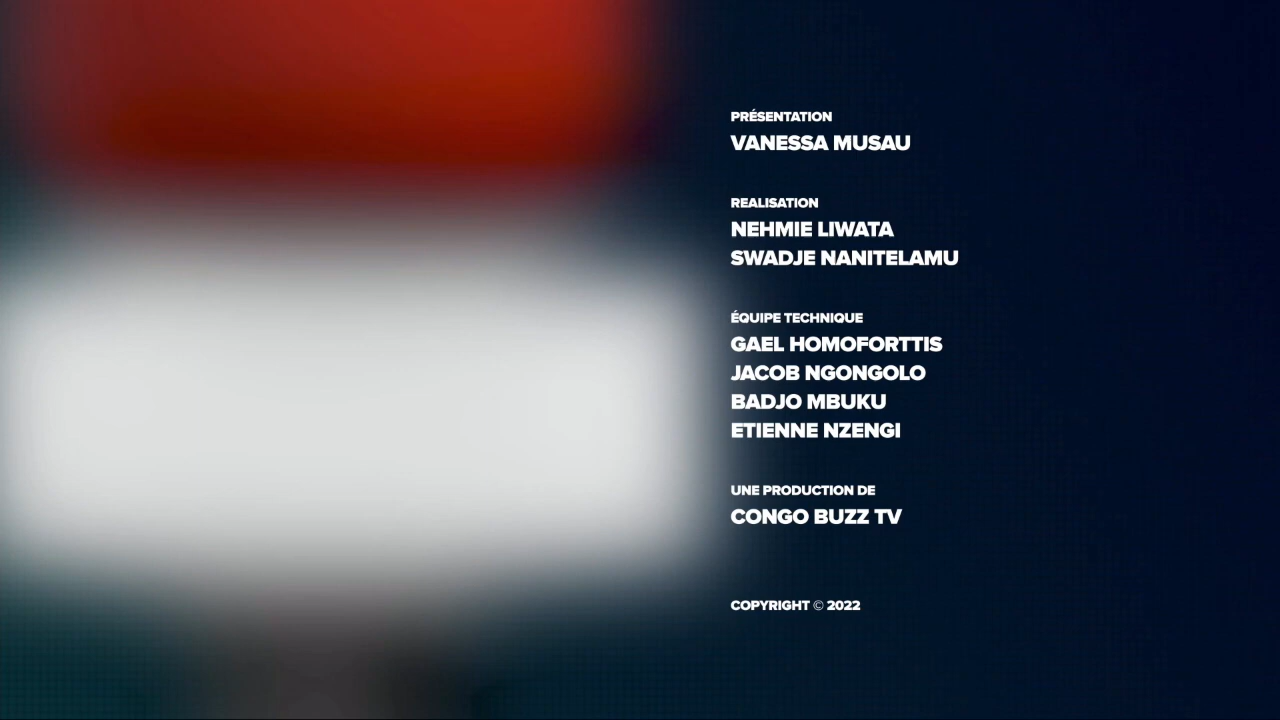 PRÉSENTATION
VANESSA MUSAU
REALISATION
NEHMIE LIWATA
SWADJE NANITELAMU
ÉQUIPE TECHNIQUE
GAEL HOMOFORTTIS
JACOB NGONGOLO
BADJO MBUKU
ETIENNE NZENGI
UNE PRODUCTION DE
CONGO BUZZ TV
COPYRIGHT © 2022